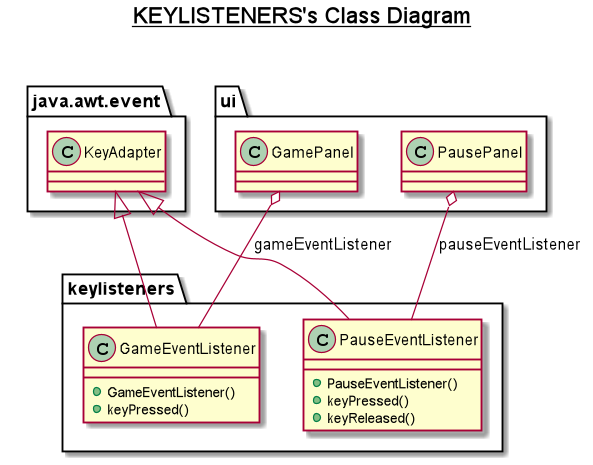 KEYLISTENERS's Class Diagram
java.awt.event
ui
C KeyAdapter
C GamePanel
C PausePanel
gameEventListener
pauseEventListener
keylisteners
C GameEventListener
GameEventListener()
keyPressed()
C PauseEventListener
PauseEventListener()
keyPressed()
keyReleased()